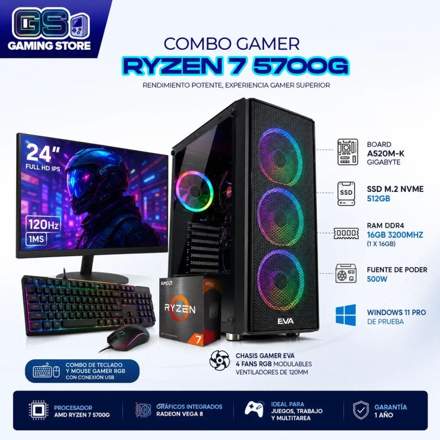 GS
GAMING STORE
COMBO GAMER
RYZEN 7 5700G
RENDIMIENTO POTENTE, EXPERIENCIA GAMER SUPERIOR
24"
FULL HD IPS
120Hz
1MS
BOARD
A520M-K
GIGABYTE
SSD
SSD M.2 NVME
512GB
RAM DDR4
16GB 3200MHZ
(1 X 16GB)
FUENTE DE PODER
500W
WINDOWS 11 PRO
DE PRUEBA
AMD
RYZEN
7
EVA
COMBO DE TECLADO
Y MOUSE GAMER RGB
CON CONEXIÓN USB
CHASIS GAMER EVA
4 FANS RGB MODULABLES
VENTILADORES DE 120MM
PROCESADOR
AMD RYZEN 7 5700G
GRÁFICOS INTEGRADOS
RADEON VEGA 8
IDEAL PARA
JUEGOS, TRABAJO
Y MULTITAREA
GARANTÍA
1 AÑO